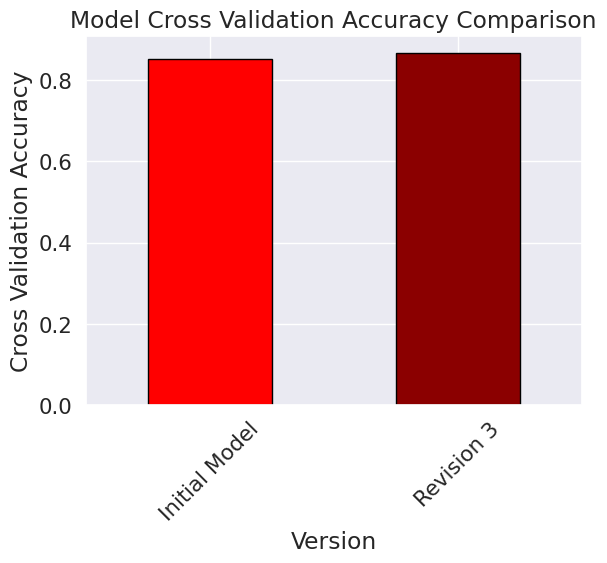 Model Cross Validation Accuracy Comparison
Cross Validation Accuracy
0.8
0.6
0.4
0.2
0.0
Initial Model
Revision 3
Version